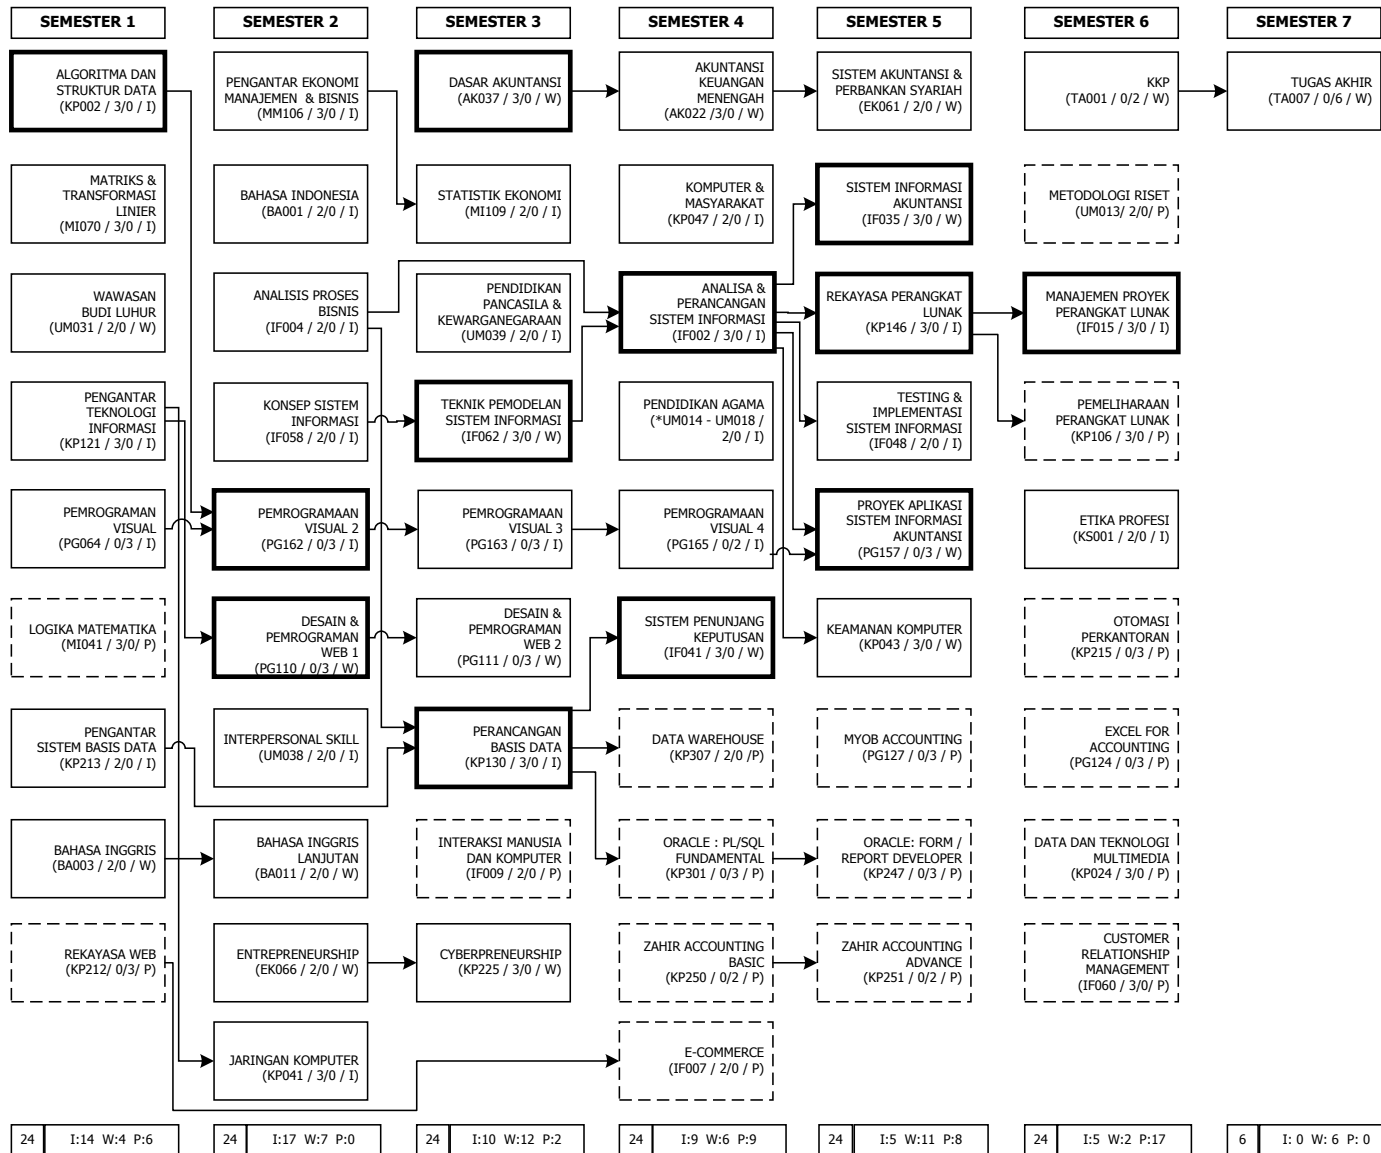 SEMESTER 1
SEMESTER 2
SEMESTER 3
SEMESTER 4
SEMESTER 5
SEMESTER 6
SEMESTER 7
ALGORITMA DAN
STRUKTUR DATA
(KP002 / 3/0 / I)
PENGANTAR EKONOMI
MANAJEMEN & BISNIS
(MM106 / 3/0 / I)
DASAR AKUNTANSI
(AK037 / 3/0 / W)
AKUNTANSI
KEUANGAN
MENENGAH
(AK022 /3/0 / W)
SISTEM AKUNTANSI &
PERBANKAN SYARIAH
(EK061 / 2/0 / W)
KKP
(TA001 / 0/2 / W)
TUGAS AKHIR
(TA007 / 0/6 / W)
MATRIKS &
TRANSFORMASI
LINIER
(MI070 / 3/0 / I)
BAHASA INDONESIA
(BA001 / 2/0 / I)
STATISTIK EKONOMI
(MI109 / 2/0 / I)
KOMPUTER &
MASYARAKAT
(KP047 / 2/0 / I)
SISTEM INFORMASI
AKUNTANSI
(IF035 / 3/0 / W)
METODOLOGI RISET
(UM013/ 2/0/ P)
WAWASAN
BUDI LUHUR
(UM031 / 2/0 / W)
ANALISIS PROSES
BISNIS
(IF004 / 2/0 / I)
PENDIDIKAN
PANCASILA &
KEWARGANEGARAAN
(UM039 / 2/0 / I)
ANALISA &
PERANCANGAN
SISTEM INFORMASI
(IF002 / 3/0 / I)
REKAYASA PERANGKAT
LUNAK
(KP146 / 3/0 / I)
MANAJEMEN PROYEK
PERANGKAT LUNAK
(IF015 / 3/0 / I)
PENGANTAR
TEKNOLOGI
INFORMASI
(KP121 / 3/0 / I)
KONSEP SISTEM
INFORMASI
(IF058 / 2/0 / I)
TEKNIK PEMODELAN
SISTEM INFORMASI
(IF062 / 3/0 / W)
PENDIDIKAN AGAMA
(*UM014 - UM018 /
2/0 / I)
TESTING &
IMPLEMENTASI
SISTEM INFORMASI
(IF048 / 2/0 / I)
PEMELIHARAAN
PERANGKAT LUNAK
(KP106 / 3/0 / P)
PEMROGRAMAN
VISUAL
(PG064 / 0/3 / I)
PEMROGRAMAAN
VISUAL 2
(PG162 / 0/3 / I)
PEMROGRAMAAN
VISUAL 3
(PG163 / 0/3 / I)
PEMROGRAMAAN
VISUAL 4
(PG165 / 0/2 / I)
PROYEK APLIKASI
SISTEM INFORMASI
AKUNTANSI
(PG157 / 0/3 / W)
ETIKA PROFESI
(KS001 / 2/0 / I)
LOGIKA MATEMATIKA
(MI041 / 3/0/ P)
DESAIN &
PEMROGRAMAN
WEB 1
(PG110 / 0/3 / W)
DESAIN &
PEMROGRAMAN
WEB 2
(PG111 / 0/3 / W)
SISTEM PENUNJANG
KEPUTUSAN
(IF041 / 3/0 / W)
KEAMANAN KOMPUTER
(KP043 / 3/0 / W)
OTOMASI
PERKANTORAN
(KP215 / 0/3 / P)
PENGANTAR
SISTEM BASIS DATA
(KP213 / 2/0 / I)
INTERPERSONAL SKILL
(UM038 / 2/0 / I)
PERANCANGAN
BASIS DATA
(KP130 / 3/0 / I)
DATA WAREHOUSE
(KP307 / 2/0 /P)
MYOB ACCOUNTING
(PG127 / 0/3 / P)
EXCEL FOR
ACCOUNTING
(PG124 / 0/3 / P)
BAHASA INGGRIS
(BA003 / 2/0 / W)
BAHASA INGGRIS
LANJUTAN
(BA011 / 2/0 / W)
INTERAKSI MANUSIA
DAN KOMPUTER
(IF009 / 2/0 / P)
ORACLE : PL/SQL
FUNDAMENTAL
(KP301 / 0/3 / P)
ORACLE: FORM /
REPORT DEVELOPER
(KP247 / 0/3 / P)
DATA DAN TEKNOLOGI
MULTIMEDIA
(KP024 / 3/0 / P)
REKAYASA WEB
(KP212/ 0/3/ P)
ENTREPRENEURSHIP
(EK066 / 2/0 / W)
CYBERPRENEURSHIP
(KP225 / 3/0 / W)
ZAHIR ACCOUNTING
BASIC
(KP250 / 0/2 / P)
ZAHIR ACCOUNTING
ADVANCE
(KP251 / 0/2 / P)
CUSTOMER
RELATIONSHIP
MANAGEMENT
(IF060 / 3/0/ P)
JARINGAN KOMPUTER
(KP041 / 3/0 / I)
E-COMMERCE
(IF007 / 2/0 / P)
24 I:14 W:4 P:6
24 I:17 W:7 P:0
24 I:10 W:12 P:2
24 I:9 W:6 P:9
24 I:5 W:11 P:8
24 I:5 W:2 P:17
6 I: 0 W: 6 P: 0